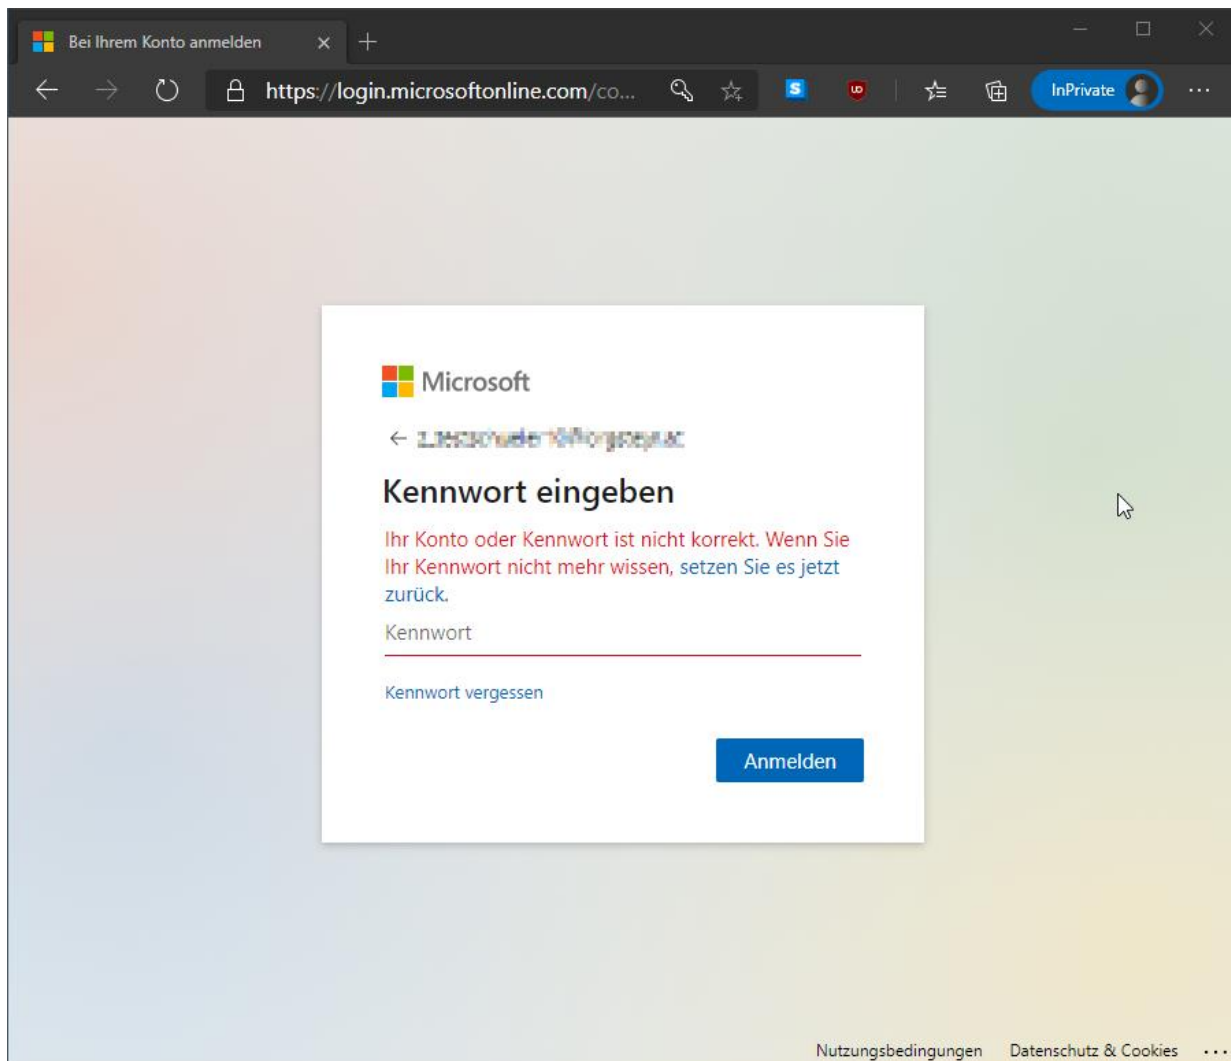 Bei Ihrem Konto anmelden
https://login.microsoftonline.com/co...
S
InPrivate
Microsoft
Kennwort eingeben
Ihr Konto oder Kennwort ist nicht korrekt. Wenn Sie
Ihr Kennwort nicht mehr wissen, setzen Sie es jetzt
zurück.
Kennwort
Kennwort vergessen
Anmelden
Nutzungsbedingungen Datenschutz & Cookies ...